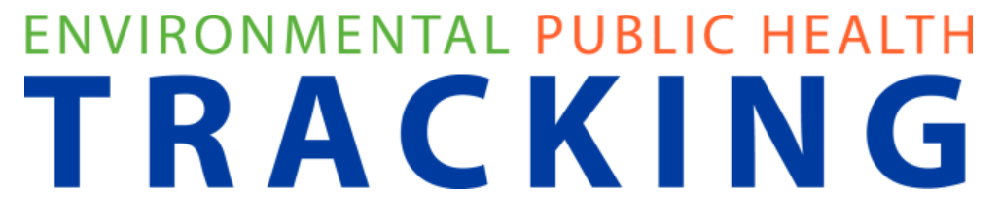 ENVIRONMENTAL PUBLIC HEALTH
TRACKING